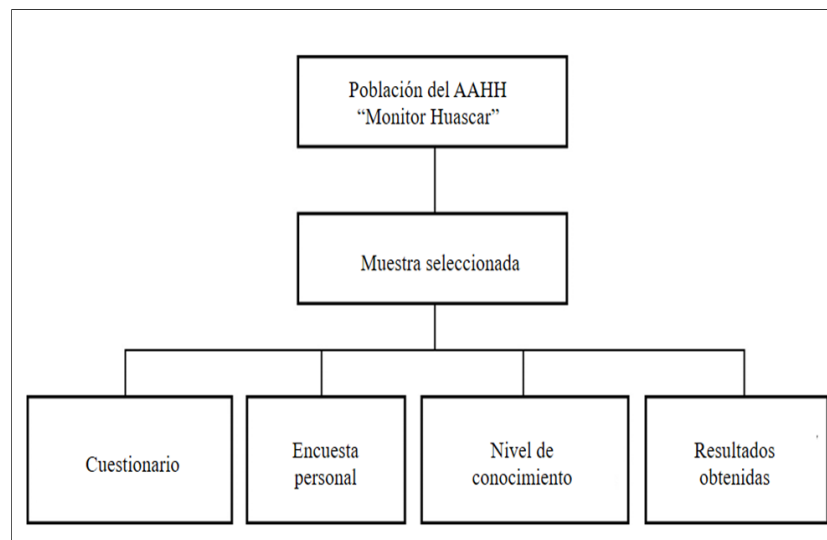 Población del AAHH
“Monitor Huascar”
Muestra seleccionada
Cuestionario
Encuesta
personal
Nivel de
conocimiento
Resultados
obtenidas